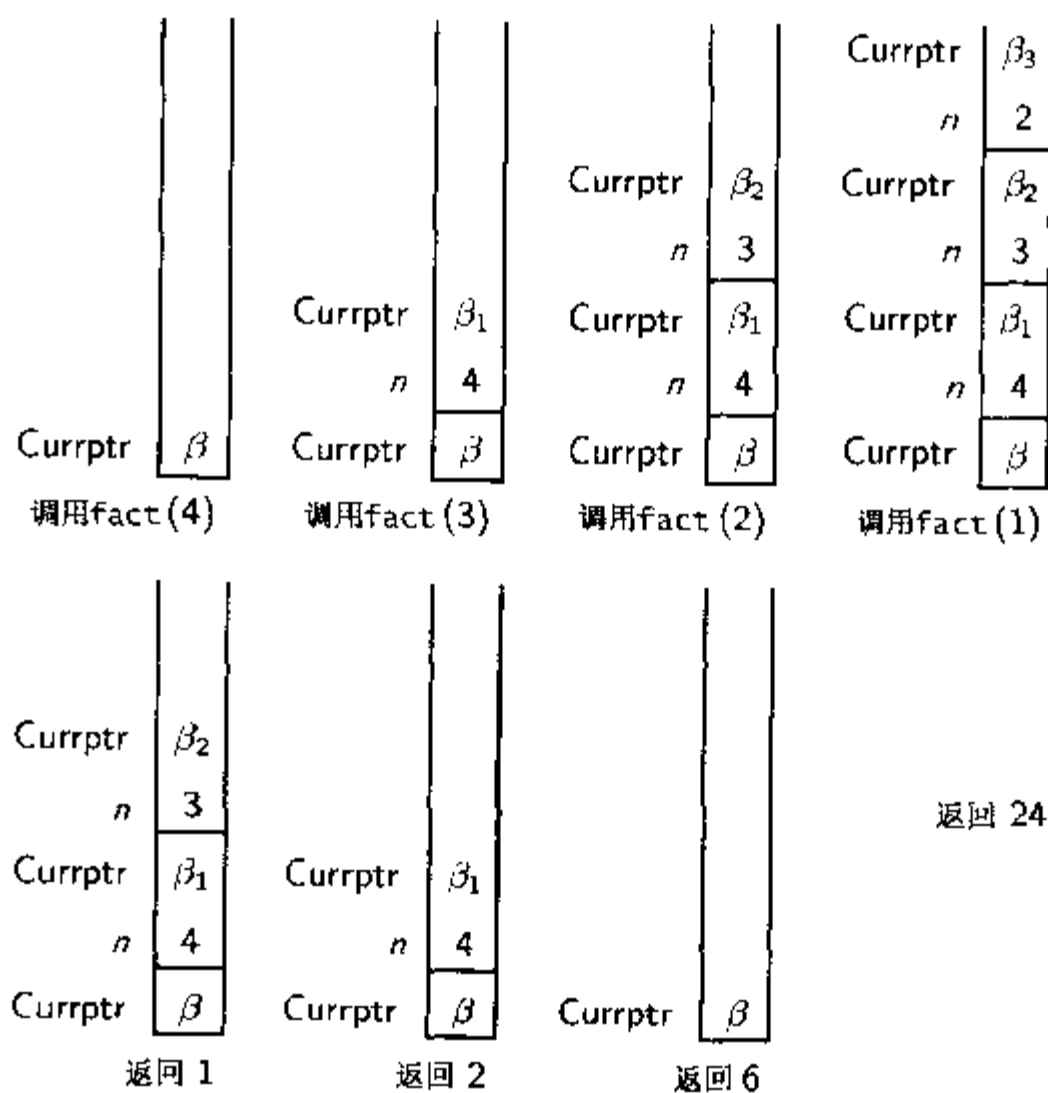 Currptr β₃
n 2
Currptr β₂ Currptr β₂
n 3 n 3
Currptr β₁ Currptr β₁ Currptr β₁
n 4 n 4 n 4
Currptr β Currptr β Currptr β Currptr β
调用fact(4) 调用fact(3) 调用fact(2) 调用fact(1)
Currptr β₂
n 3
返回 24
Currptr β₁ Currptr β₁
n 4 n 4
Currptr β Currptr β Currptr β
返回 1 返回 2 返回 6